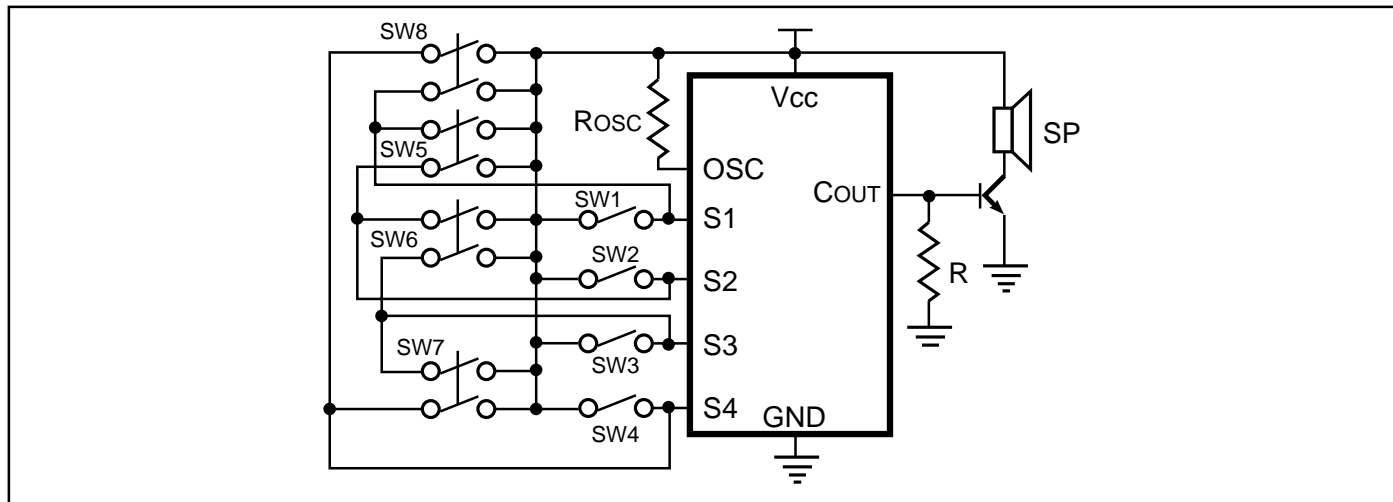 SW8
Vcc
ROSC
SP
SW5
OSC
COUT
SW1
S1
SW6
SW2
S2
R
SW7
SW3
S3
S4
SW4
GND